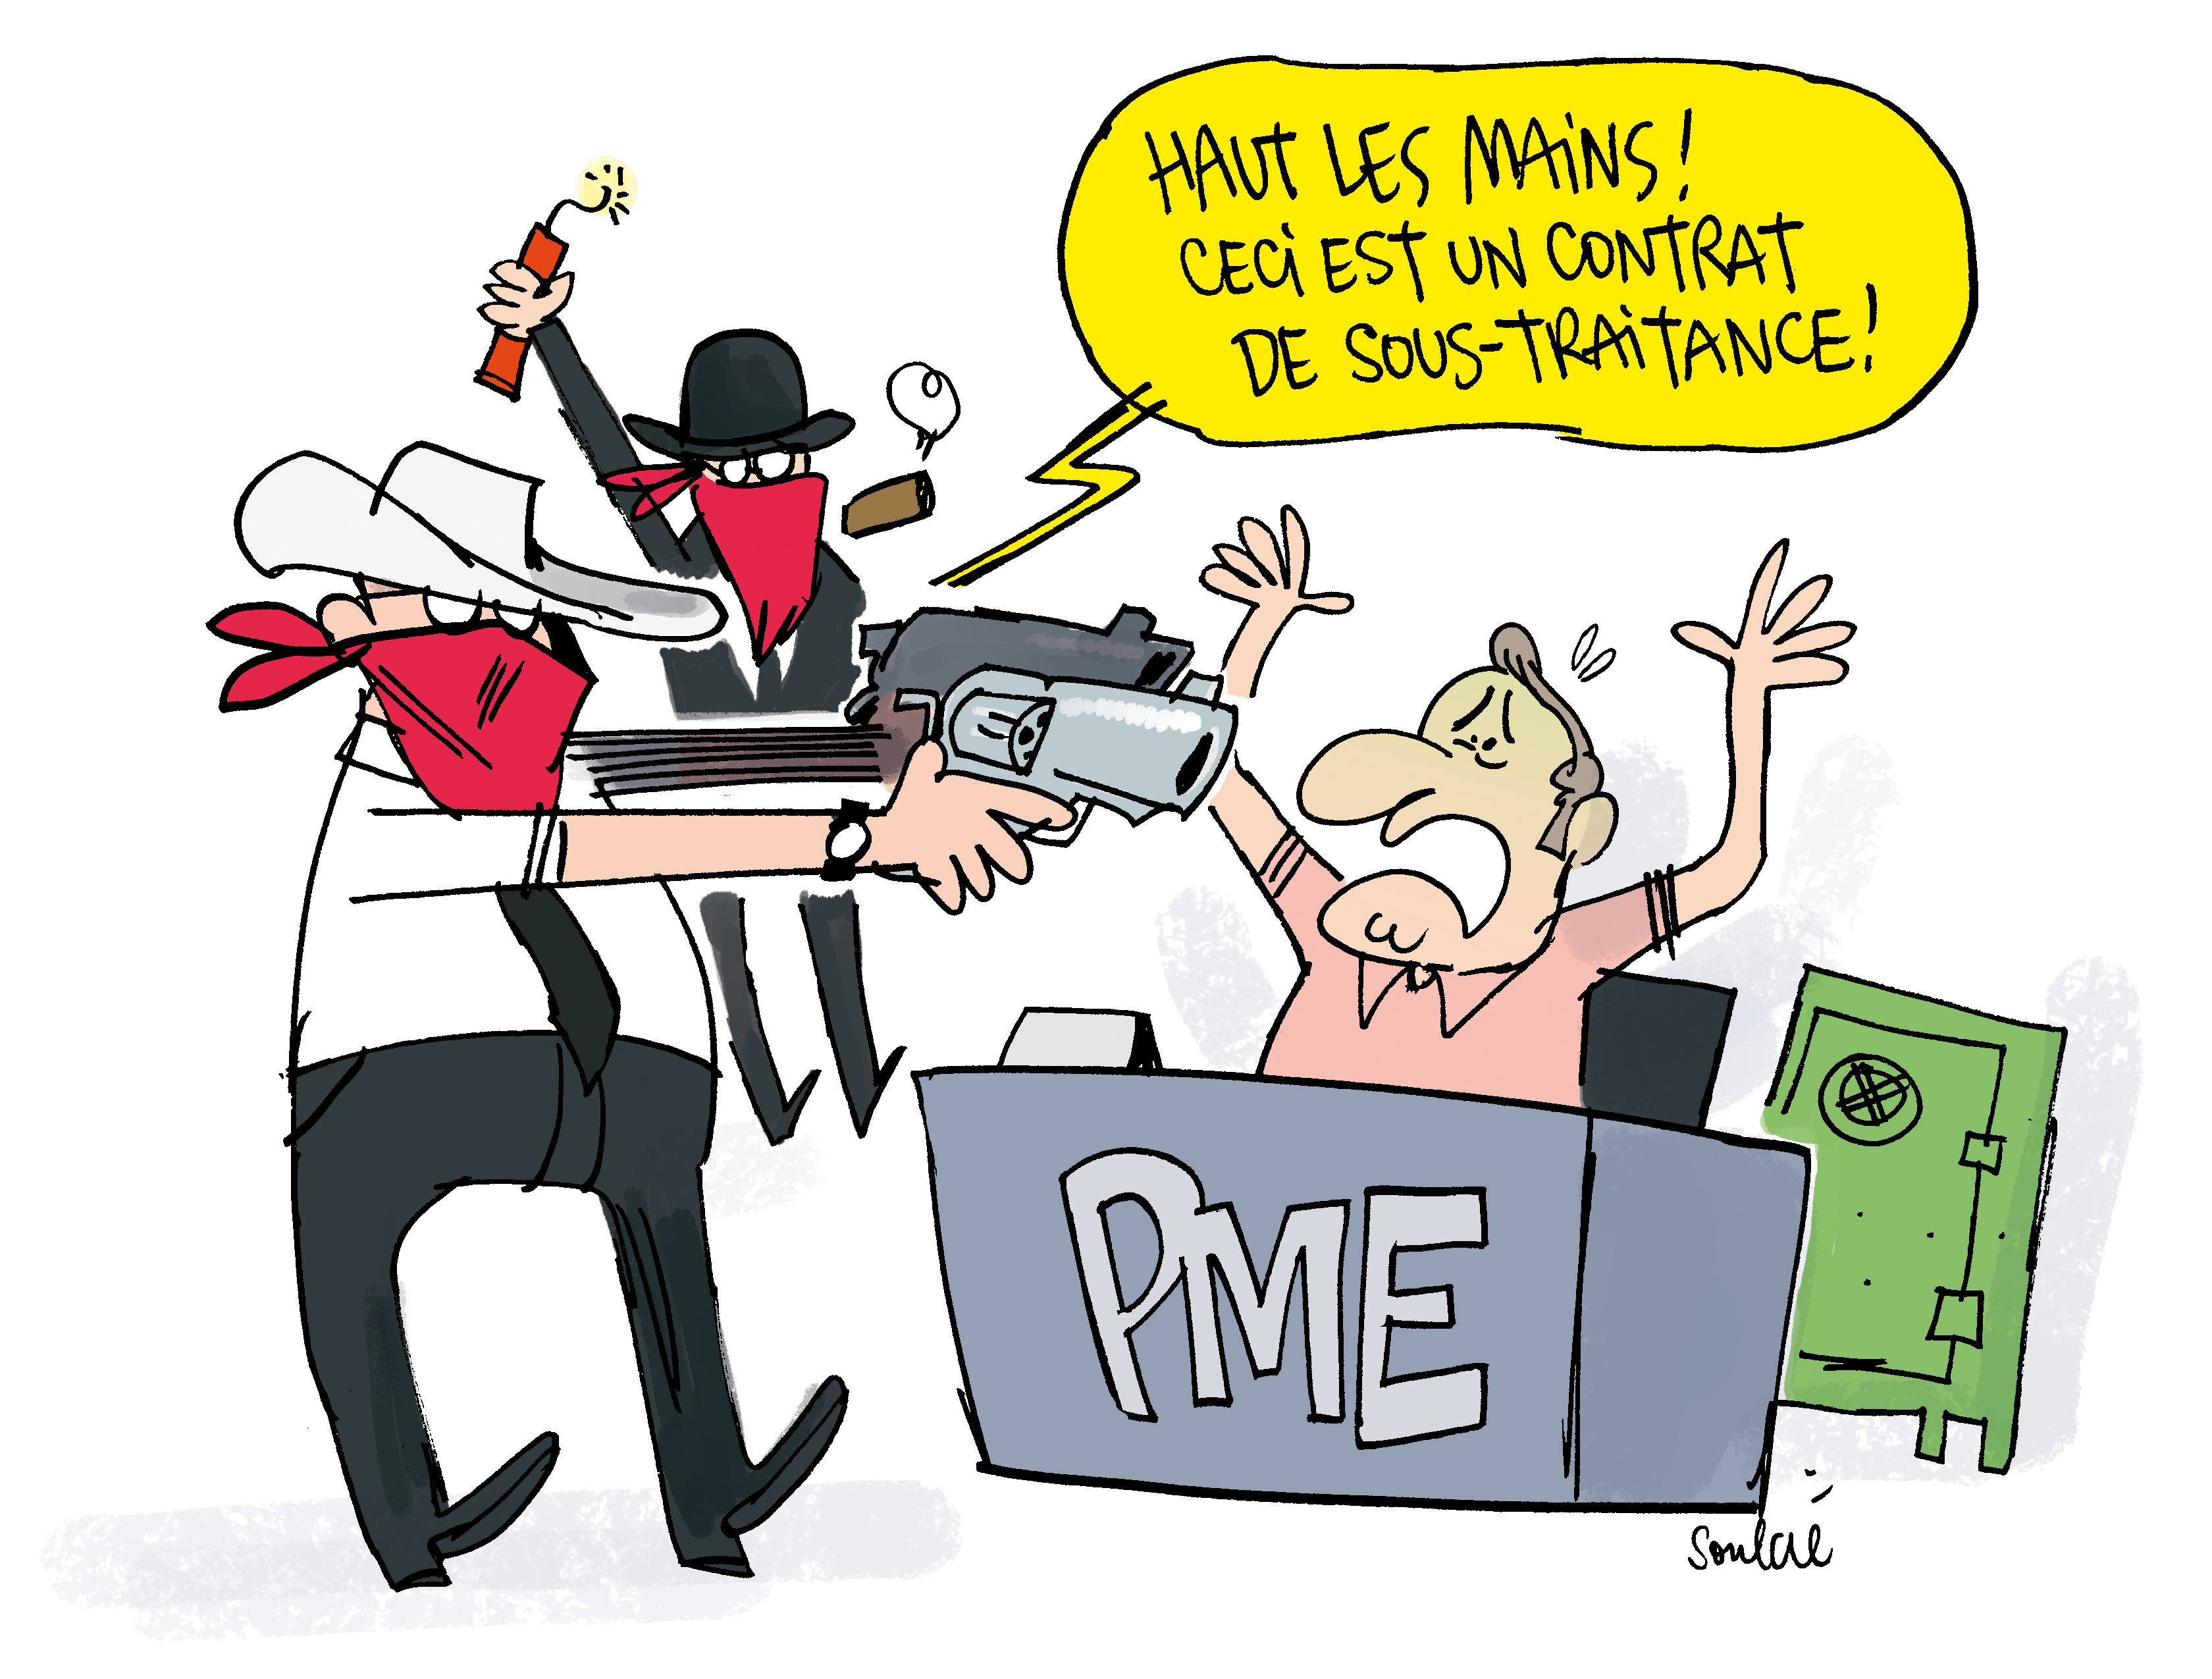 HAUT LES MAiNS!
CECi EST UN CONTRAT
DE SOUS-TRAiTANCE!
PME
Soulcié